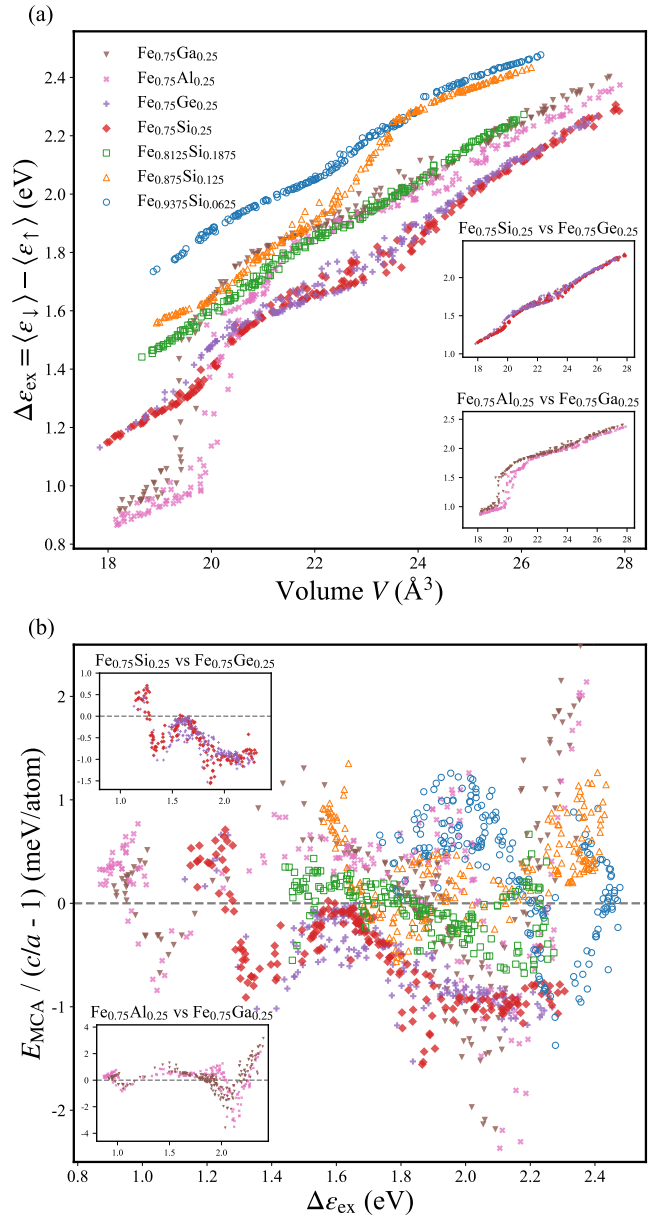 (a)
Fe0.75Ga0.25
Fe0.75Al0.25
Fe0.75Ge0.25
Fe0.75Si0.25
Fe0.8125Si0.1875
Fe0.875Si0.125
Fe0.9375Si0.0625
Δεex = ⟨ε↓⟩ − ⟨ε↑⟩ (eV)
2.4
2.2
2.0
1.8
1.6
1.4
1.2
1.0
0.8
Fe0.75Si0.25 vs Fe0.75Ge0.25
2.0
1.5
1.0
18 20 22 24 26 28
Fe0.75Al0.25 vs Fe0.75Ga0.25
2.5
2.0
1.5
1.0
18 20 22 24 26 28
18 20 22 24 26 28
Volume V (Å3)
(b)
EMCA / (c/a - 1) (meV/atom)
2
1
0
-1
-2
Fe0.75Si0.25 vs Fe0.75Ge0.25
1.0
0.5
0.0
-0.5
-1.0
-1.5
1.0 1.5 2.0
Fe0.75Al0.25 vs Fe0.75Ga0.25
4
2
0
-2
-4
1.0 1.5 2.0
0.8 1.0 1.2 1.4 1.6 1.8 2.0 2.2 2.4
Δεex (eV)